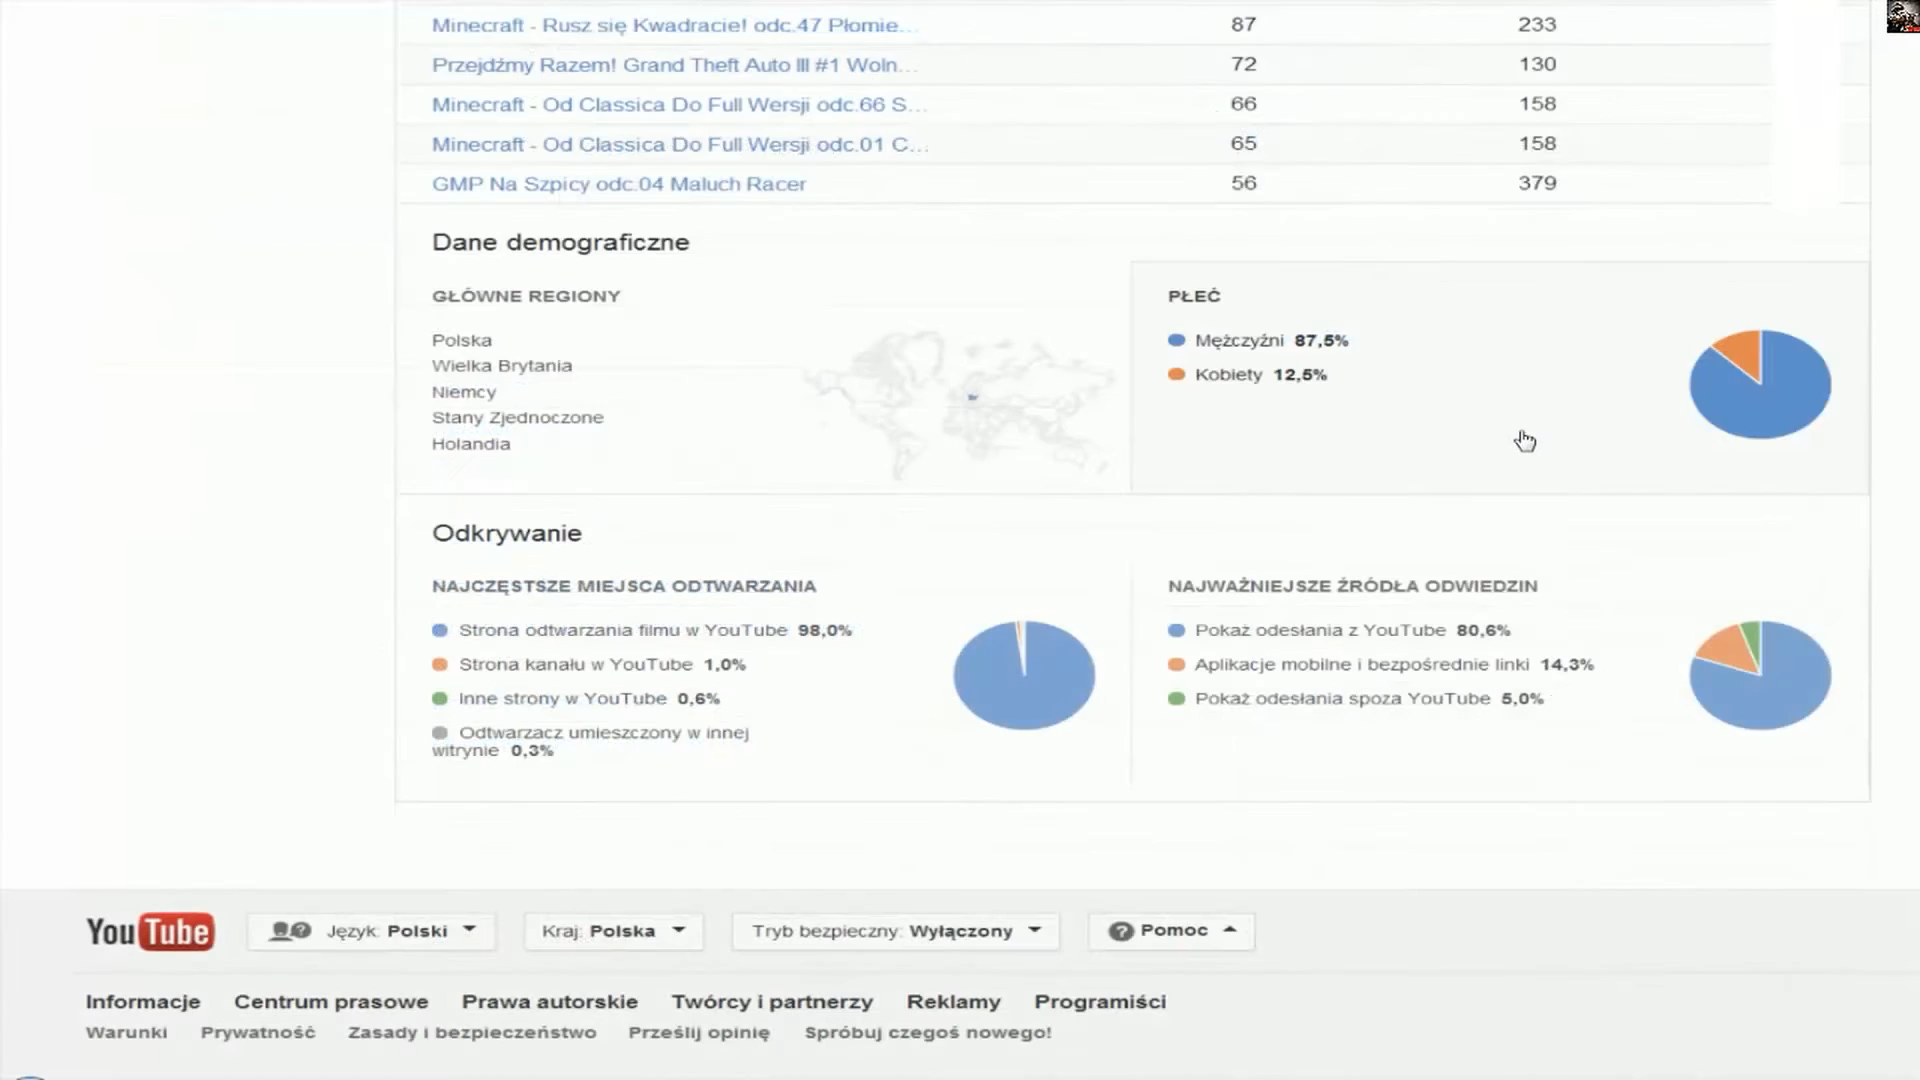 Minecraft - Rusz się Kwadracie! odc.47 Płomie... 87 233
Przejdźmy Razem! Grand Theft Auto III #1 Woln... 72 130
Minecraft - Od Classica Do Full Wersji odc.66 S... 66 158
Minecraft - Od Classica Do Full Wersji odc.01 C... 65 158
GMP Na Szpicy odc.04 Maluch Racer 56 379
Dane demograficzne
GŁÓWNE REGIONY
Polska
Wielka Brytania
Niemcy
Stany Zjednoczone
Holandia
PŁEĆ
Mężczyźni 87,5%
Kobiety 12,5%
Odkrywanie
NAJCZĘSTSZE MIEJSCA ODTWARZANIA
Strona odtwarzania filmu w YouTube 98,0%
Strona kanału w YouTube 1,0%
Inne strony w YouTube 0,6%
Odtwarzacz umieszczony w innej
witrynie 0,3%
NAJWAŻNIEJSZE ŹRÓDŁA ODWIEDZIN
Pokaż odesłania z YouTube 80,6%
Aplikacje mobilne i bezpośrednie linki 14,3%
Pokaż odesłania spoza YouTube 5,0%
YouTube Język: Polski Kraj: Polska Tryb bezpieczny: Wyłączony Pomoc
Informacje Centrum prasowe Prawa autorskie Twórcy i partnerzy Reklamy Programiści
Warunki Prywatność Zasady i bezpieczeństwo Prześlij opinię Spróbuj czegoś nowego!